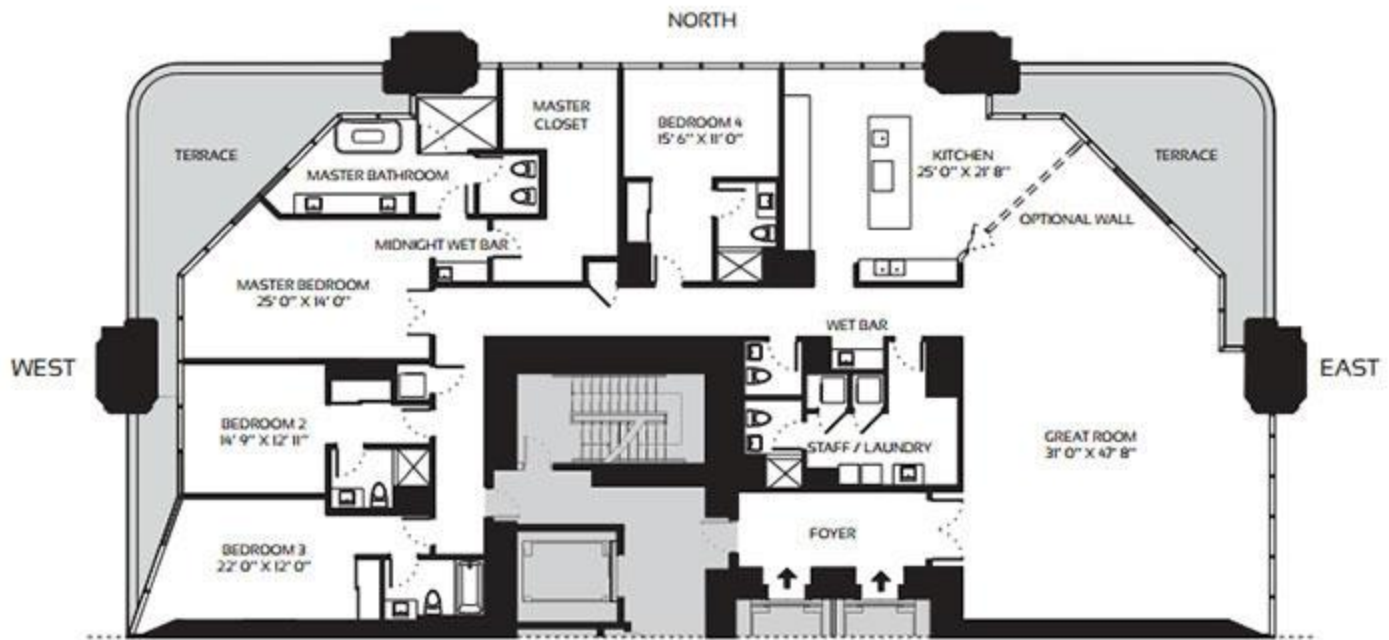 NORTH
MASTER
CLOSET
BEDROOM 4
15' 6" X 11' 0"
KITCHEN
25' 0" X 21' 8"
TERRACE
TERRACE
MASTER BATHROOM
OPTIONAL WALL
MIDNIGHT WET BAR
MASTER BEDROOM
25' 0" X 14' 0"
WET BAR
WEST
EAST
BEDROOM 2
14' 9" X 12' 11"
STAFF / LAUNDRY
GREAT ROOM
31' 0" X 47' 8"
FOYER
BEDROOM 3
22' 0" X 12' 0"